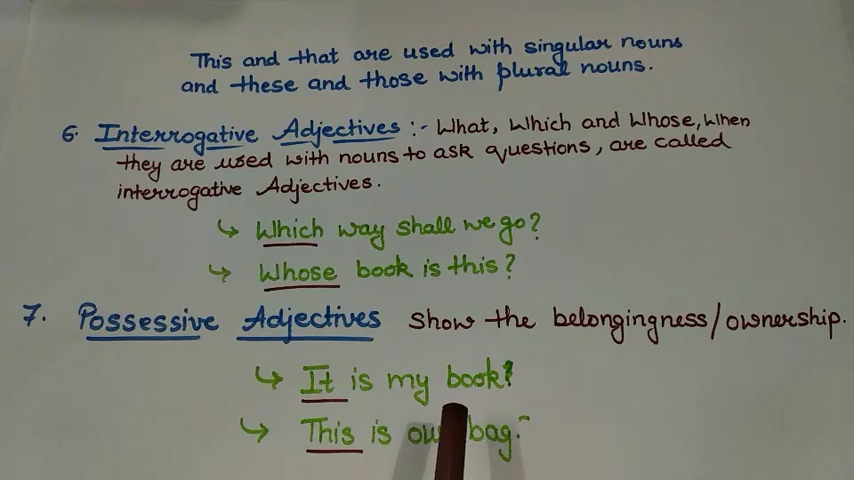 This and that are used with singular nouns
and these and those with plural nouns.
6. Interrogative Adjectives :- What, Which and Whose, when
they are used with nouns to ask questions, are called
interrogative Adjectives.
↳ Which way shall we go?
↳ Whose book is this?
7. Possessive Adjectives show the belongingness/ownership.
↳ It is my book?
↳ This is our bag.